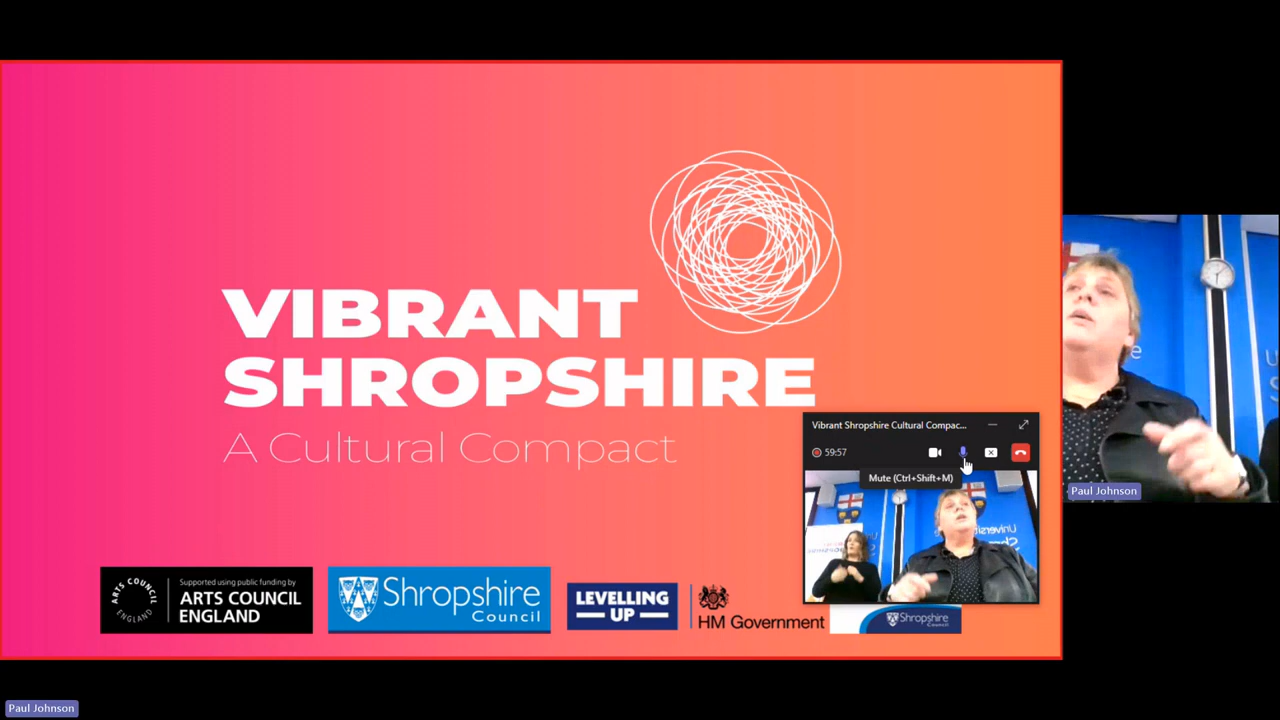 VIBRANT
SHROPSHIRE
A Cultural Compact
Vibrant Shropshire Cultural Compac...
59:57
Mute (Ctrl+Shift+M)
Paul Johnson
ARTS COUNCIL
ENGLAND
Supported using public funding by
ARTS COUNCIL
ENGLAND
Shropshire
Council
LEVELLING
UP
HM Government
Shropshire
Council
Paul Johnson